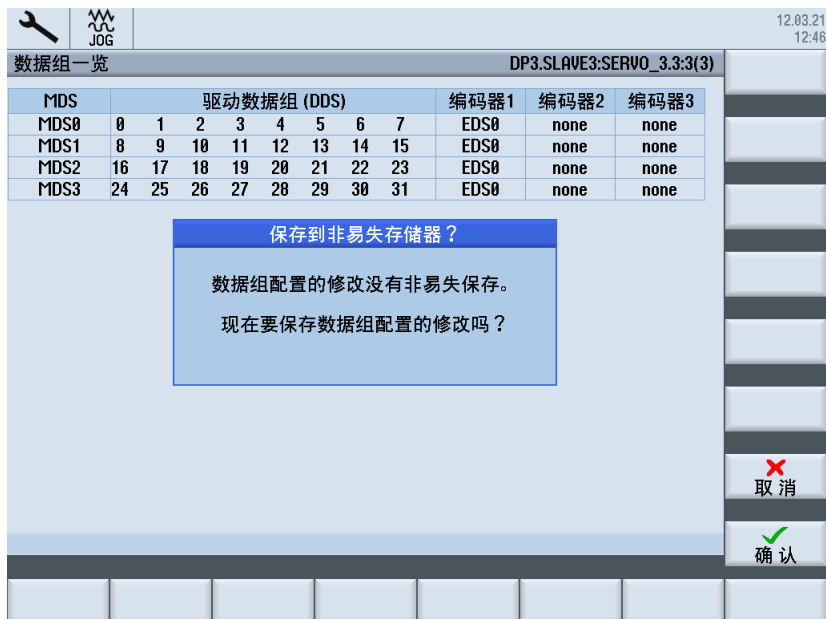 JOG
12.03.21
12:46
数据组一览 DP3.SLAVE3:SERVO_3.3:3(3)
MDS 驱动数据组 (DDS) 编码器1 编码器2 编码器3
MDS0 0 1 2 3 4 5 6 7 EDS0 none none
MDS1 8 9 10 11 12 13 14 15 EDS0 none none
MDS2 16 17 18 19 20 21 22 23 EDS0 none none
MDS3 24 25 26 27 28 29 30 31 EDS0 none none
保存到非易失存储器？
数据组配置的修改没有非易失保存。
现在要保存数据组配置的修改吗？
取消
确认